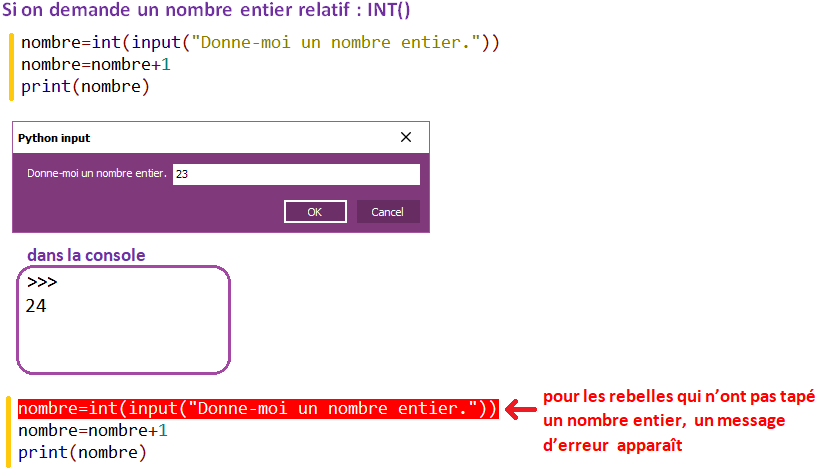 Si on demande un nombre entier relatif : INT()
nombre=int(input("Donne-moi un nombre entier."))
nombre=nombre+1
print(nombre)
Python input
Donne-moi un nombre entier. 23
OK Cancel
dans la console
>>>
24
nombre=int(input("Donne-moi un nombre entier."))
nombre=nombre+1
print(nombre)
pour les rebelles qui n’ont pas tapé
un nombre entier, un message
d’erreur apparaît